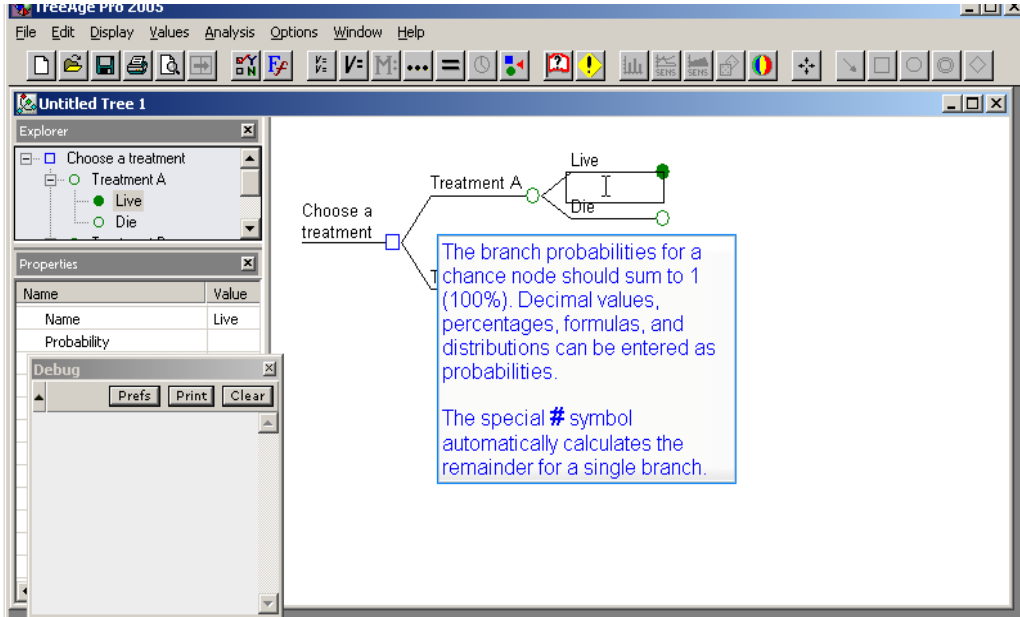 TreeAge Pro 2005
File Edit Display Values Analysis Options Window Help
Untitled Tree 1
Explorer
Choose a treatment
Treatment A
Live
Die
Properties
Name Value
Name Live
Probability
Debug
Prefs Print Clear
Choose a
treatment
Treatment A
Live
Die
The branch probabilities for a
chance node should sum to 1
(100%). Decimal values,
percentages, formulas, and
distributions can be entered as
probabilities.
The special # symbol
automatically calculates the
remainder for a single branch.